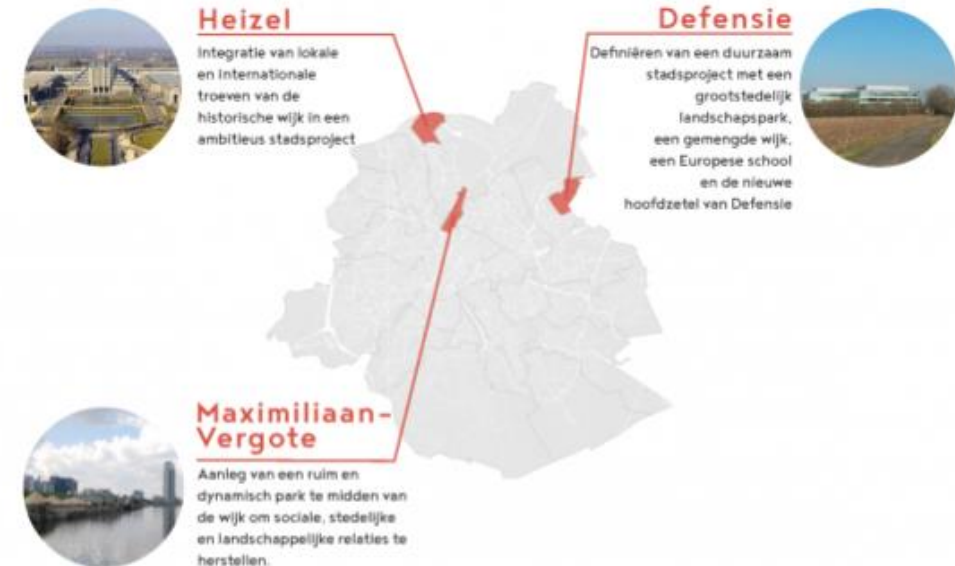 Heizel
Integratie van lokale
en internationale
troeven van de
historische wijk in een
ambitieus stadsproject
Defensie
Definiëren van een duurzaam
stadsproject met een
grootstedelijk
landschapspark,
een gemengde wijk,
een Europese school
en de nieuwe
hoofdzetel van Defensie
Maximiliaan-
Vergote
Aanleg van een ruim en
dynamisch park te midden van
de wijk om sociale, stedelijke
en landschappelijke relaties te
herstellen.